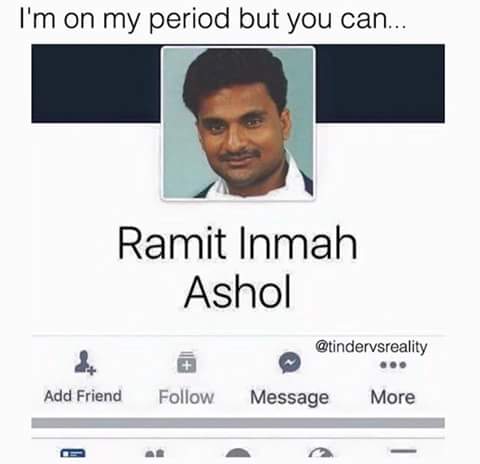 I'm on my period but you can...
Ramit Inmah
Ashol
@tindervsreality
Add Friend
Follow
Message
More